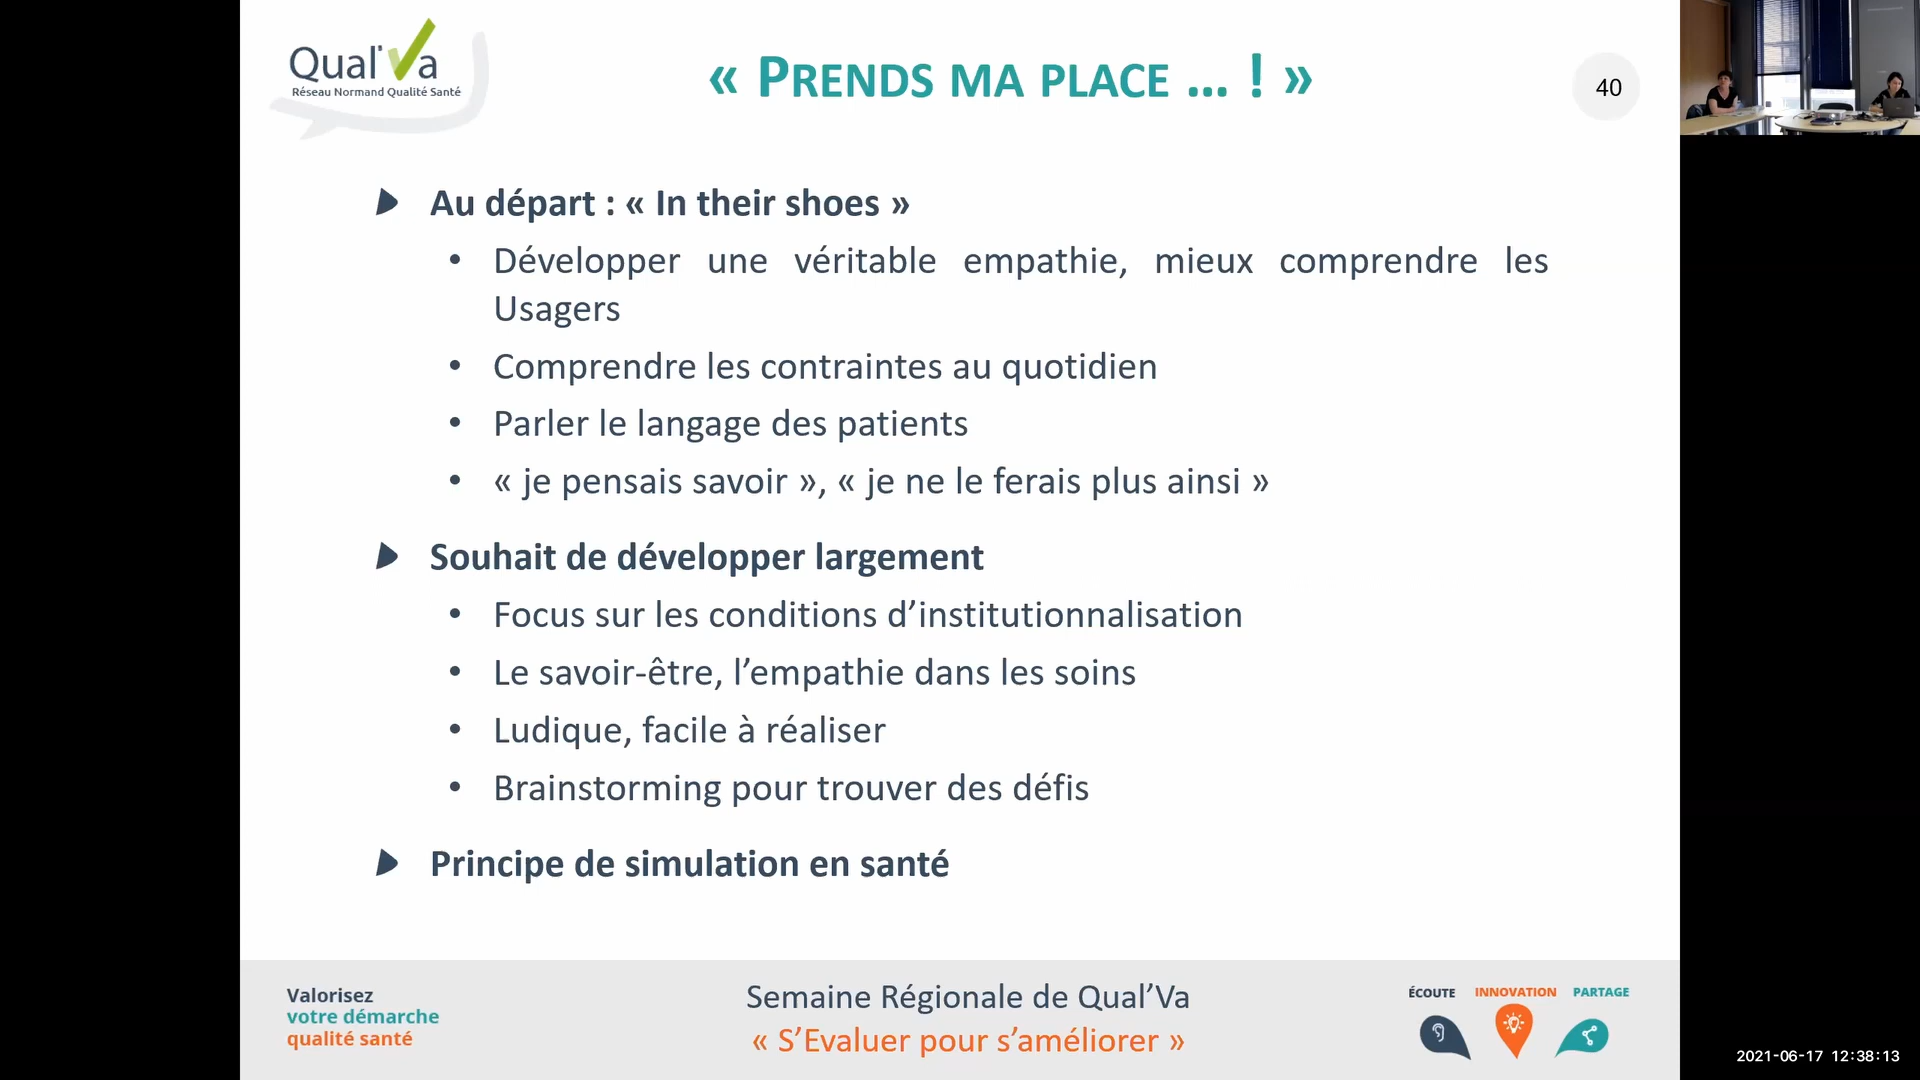 Qual'Va
Réseau Normand Qualité Santé
« PRENDS MA PLACE ... ! »
40
Au départ : « In their shoes »
• Développer une véritable empathie, mieux comprendre les
Usagers
• Comprendre les contraintes au quotidien
• Parler le langage des patients
• « je pensais savoir », « je ne le ferais plus ainsi »
Souhait de développer largement
• Focus sur les conditions d’institutionnalisation
• Le savoir-être, l’empathie dans les soins
• Ludique, facile à réaliser
• Brainstorming pour trouver des défis
Principe de simulation en santé
Valorisez
votre démarche
qualité santé
Semaine Régionale de Qual’Va
« S’Evaluer pour s’améliorer »
ÉCOUTE INNOVATION PARTAGE
2021-06-17 12:38:13